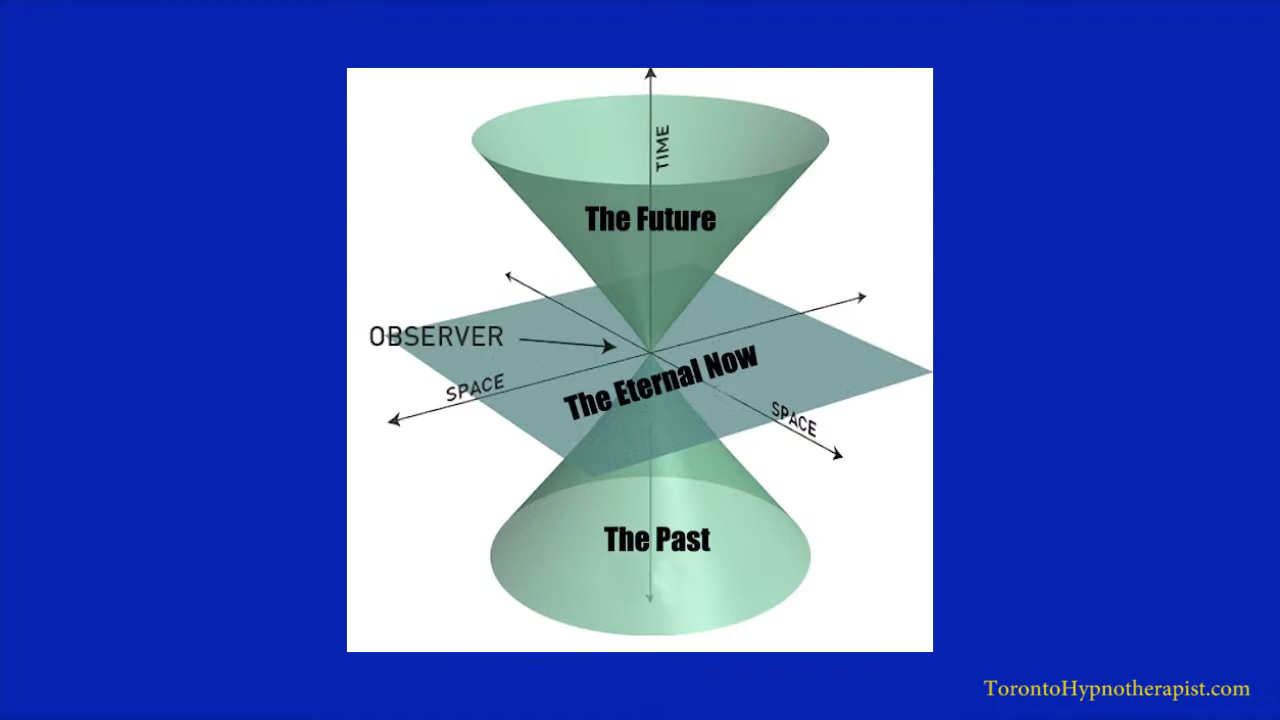 TIME
The Future
OBSERVER
The Eternal Now
SPACE
SPACE
The Past
TorontoHypnotherapist.com